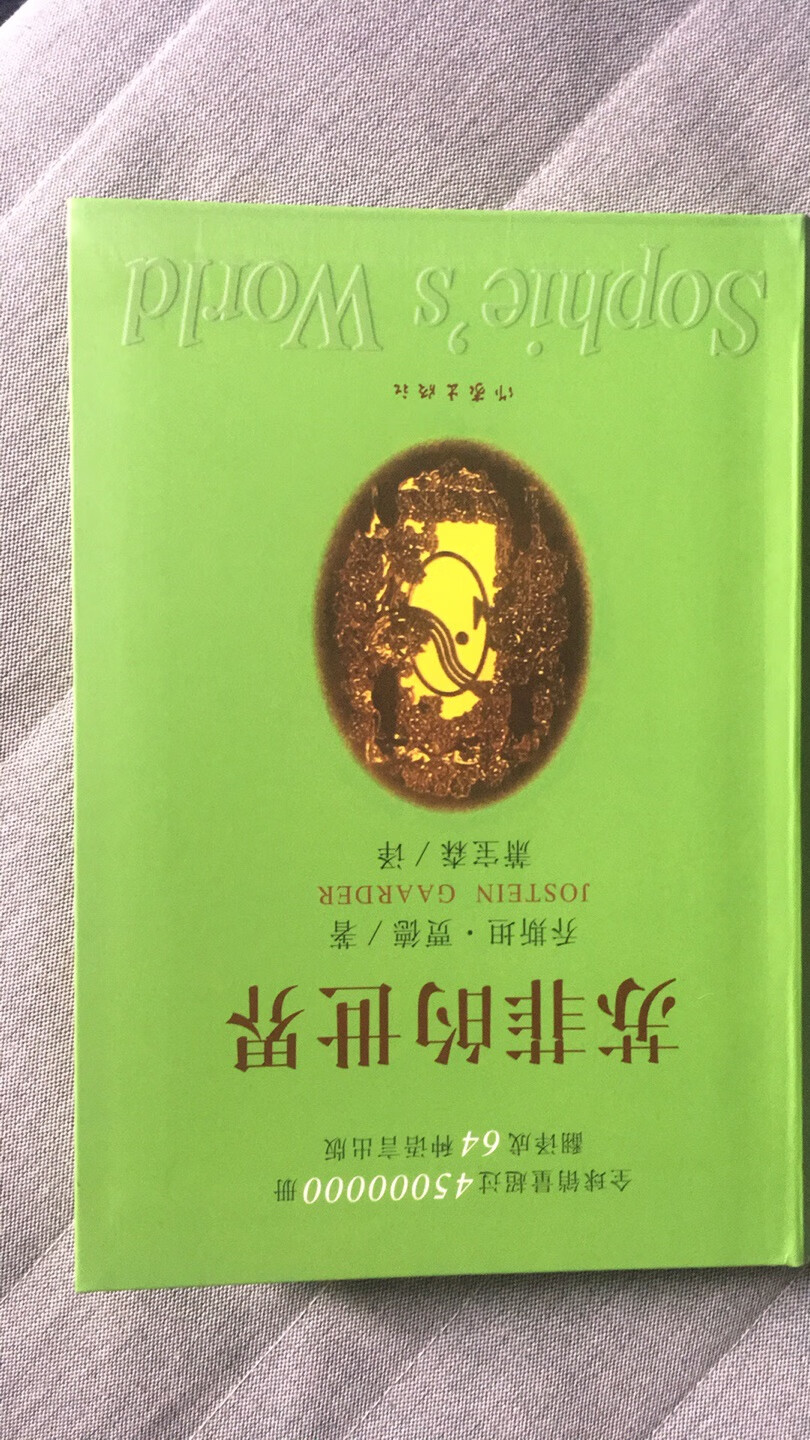 全球销量超过45000000册
翻译成64种语言出版
苏菲的世界
乔斯坦·贾德/著
JOSTEIN GAARDER
萧宝森/译
作家出版社
Sophie's World